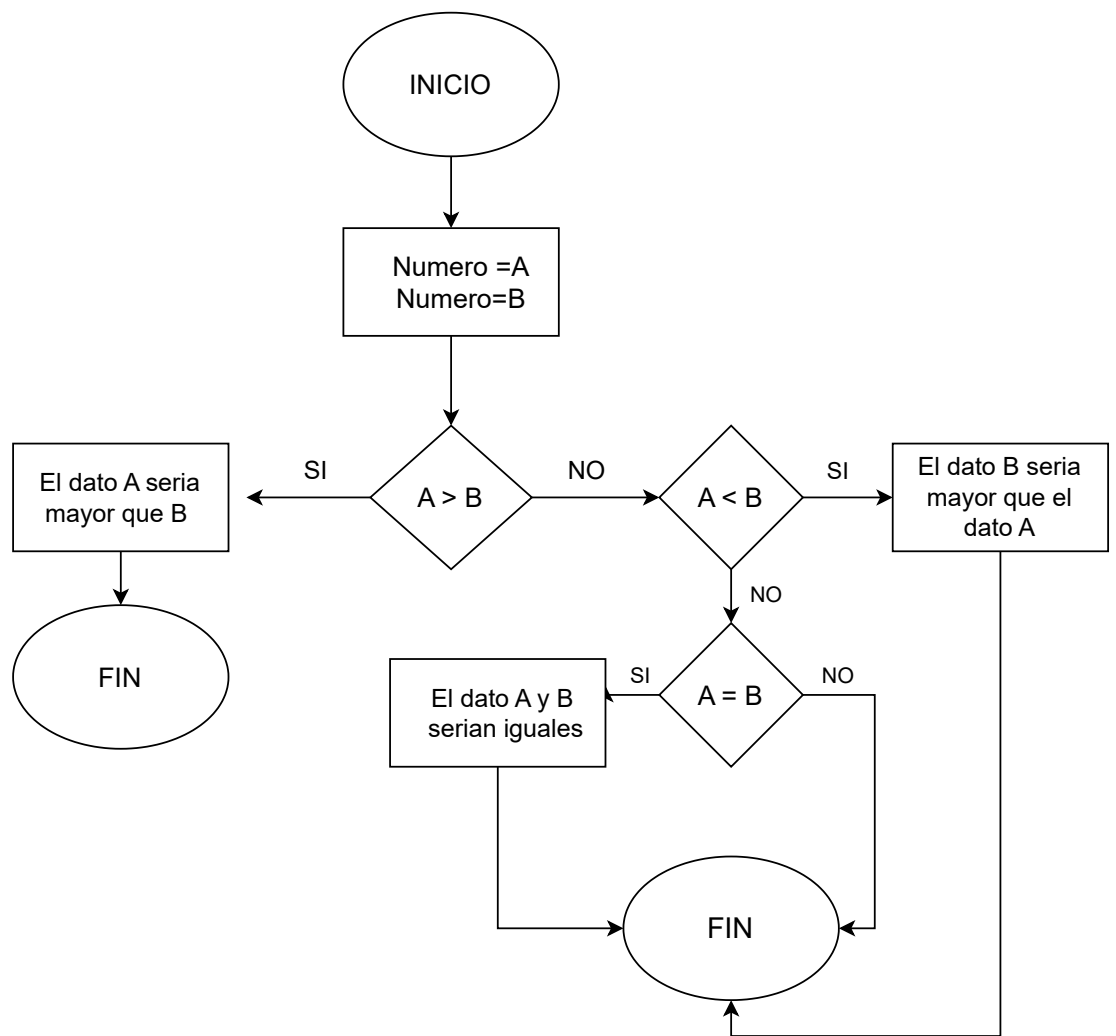 INICIO
Numero =A
Numero=B
El dato A seria
mayor que B
SI
A > B
NO
A < B
SI
El dato B seria
mayor que el
dato A
NO
FIN
El dato A y B
serian iguales
SI
A = B
NO
FIN